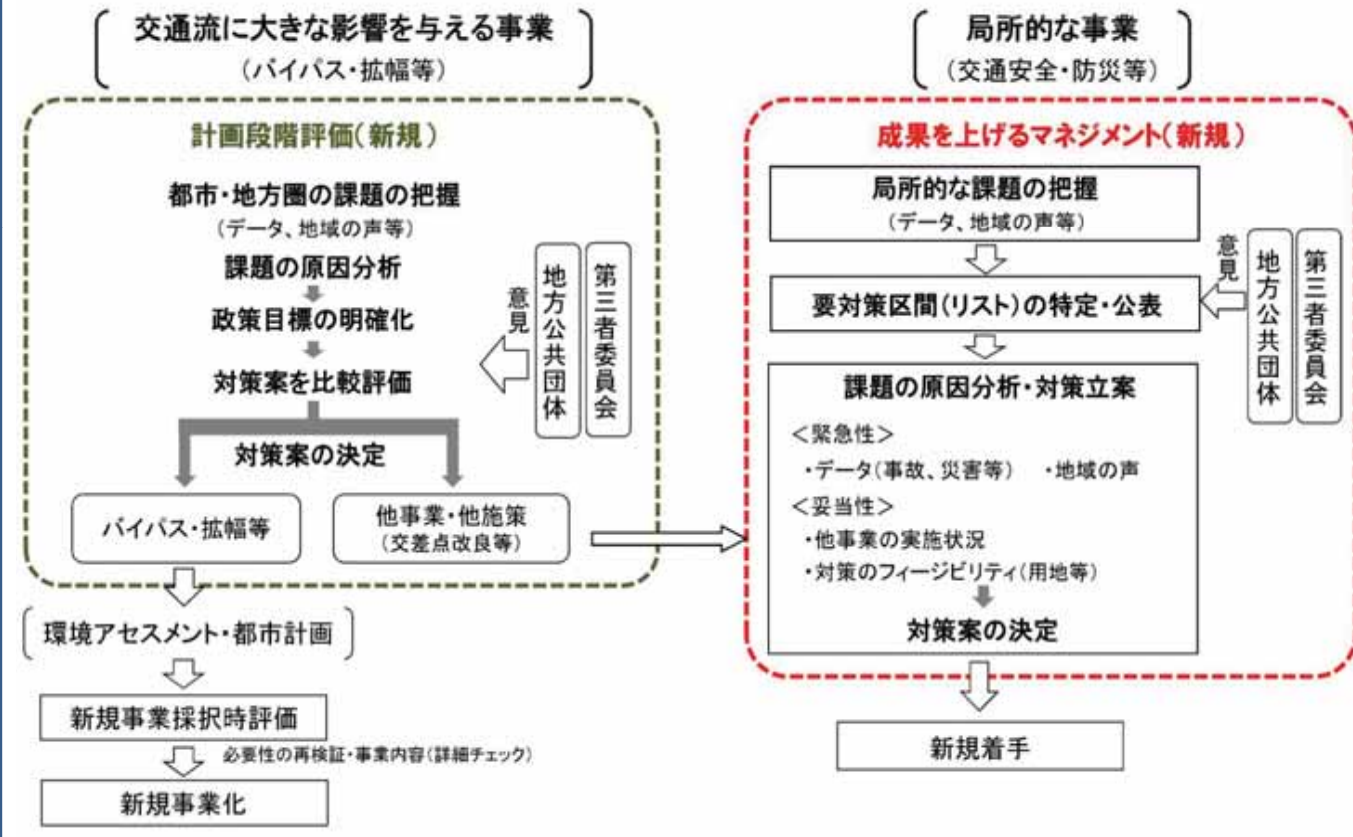 交通流に大きな影響を与える事業
(バイパス・拡幅等)
計画段階評価(新規)
都市・地方圏の課題の把握
(データ、地域の声等)
課題の原因分析
政策目標の明確化
対策案を比較評価
意見
地方公共団体
第三者委員会
対策案の決定
バイパス・拡幅等
他事業・他施策
(交差点改良等)
環境アセスメント・都市計画
新規事業採択時評価
必要性の再検証・事業内容(詳細チェック)
新規事業化
局所的な事業
(交通安全・防災等)
成果を上げるマネジメント(新規)
局所的な課題の把握
(データ、地域の声等)
要対策区間(リスト)の特定・公表
意見
地方公共団体
第三者委員会
課題の原因分析・対策立案
<緊急性>
・データ(事故、災害等) ・地域の声
<妥当性>
・他事業の実施状況
・対策のフィージビリティ(用地等)
対策案の決定
新規着手